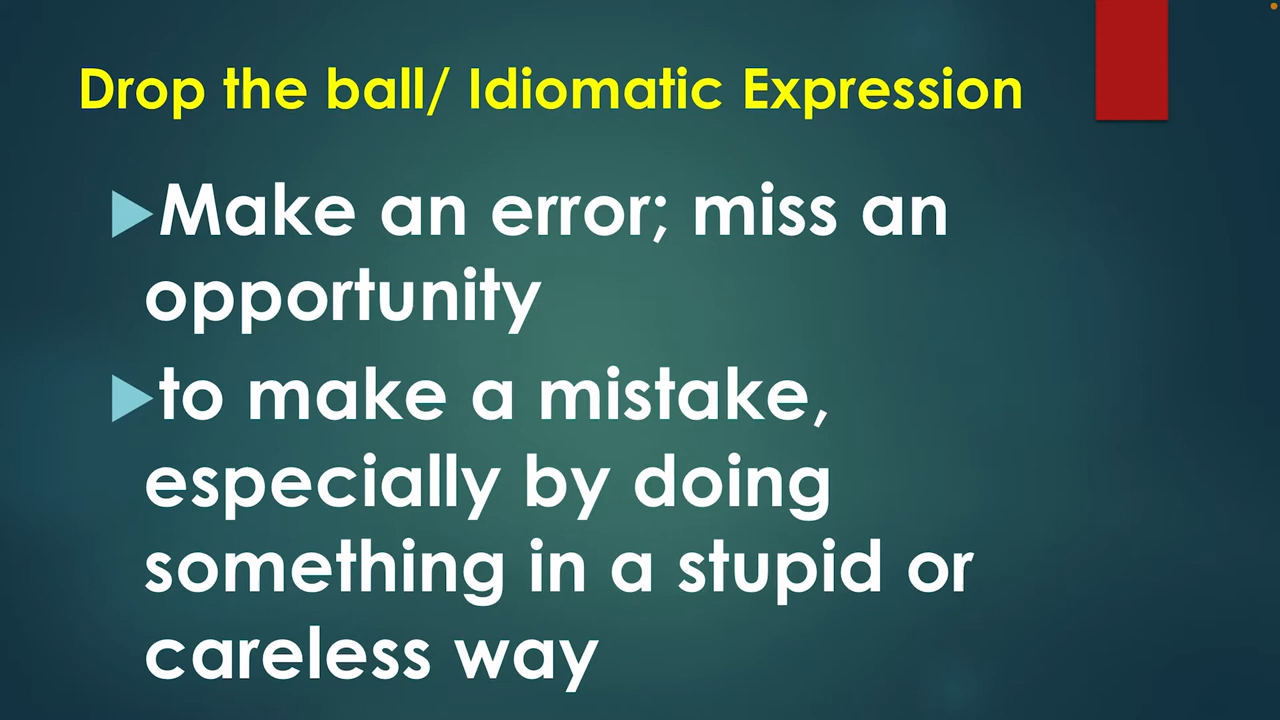 Drop the ball/ Idiomatic Expression
Make an error; miss an
opportunity
to make a mistake,
especially by doing
something in a stupid or
careless way